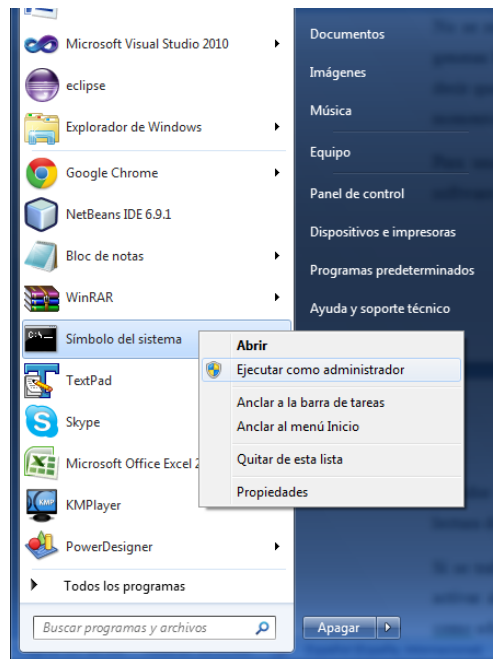 Microsoft Visual Studio 2010
eclipse
Explorador de Windows
Google Chrome
NetBeans IDE 6.9.1
Bloc de notas
WinRAR
Símbolo del sistema
TextPad
Skype
Microsoft Office Excel 2
KMPlayer
PowerDesigner
Todos los programas
Buscar programas y archivos
Documentos
Imágenes
Música
Equipo
Panel de control
Dispositivos e impresoras
Programas predeterminados
Ayuda y soporte técnico
Abrir
Ejecutar como administrador
Anclar a la barra de tareas
Anclar al menú Inicio
Quitar de esta lista
Propiedades
Apagar